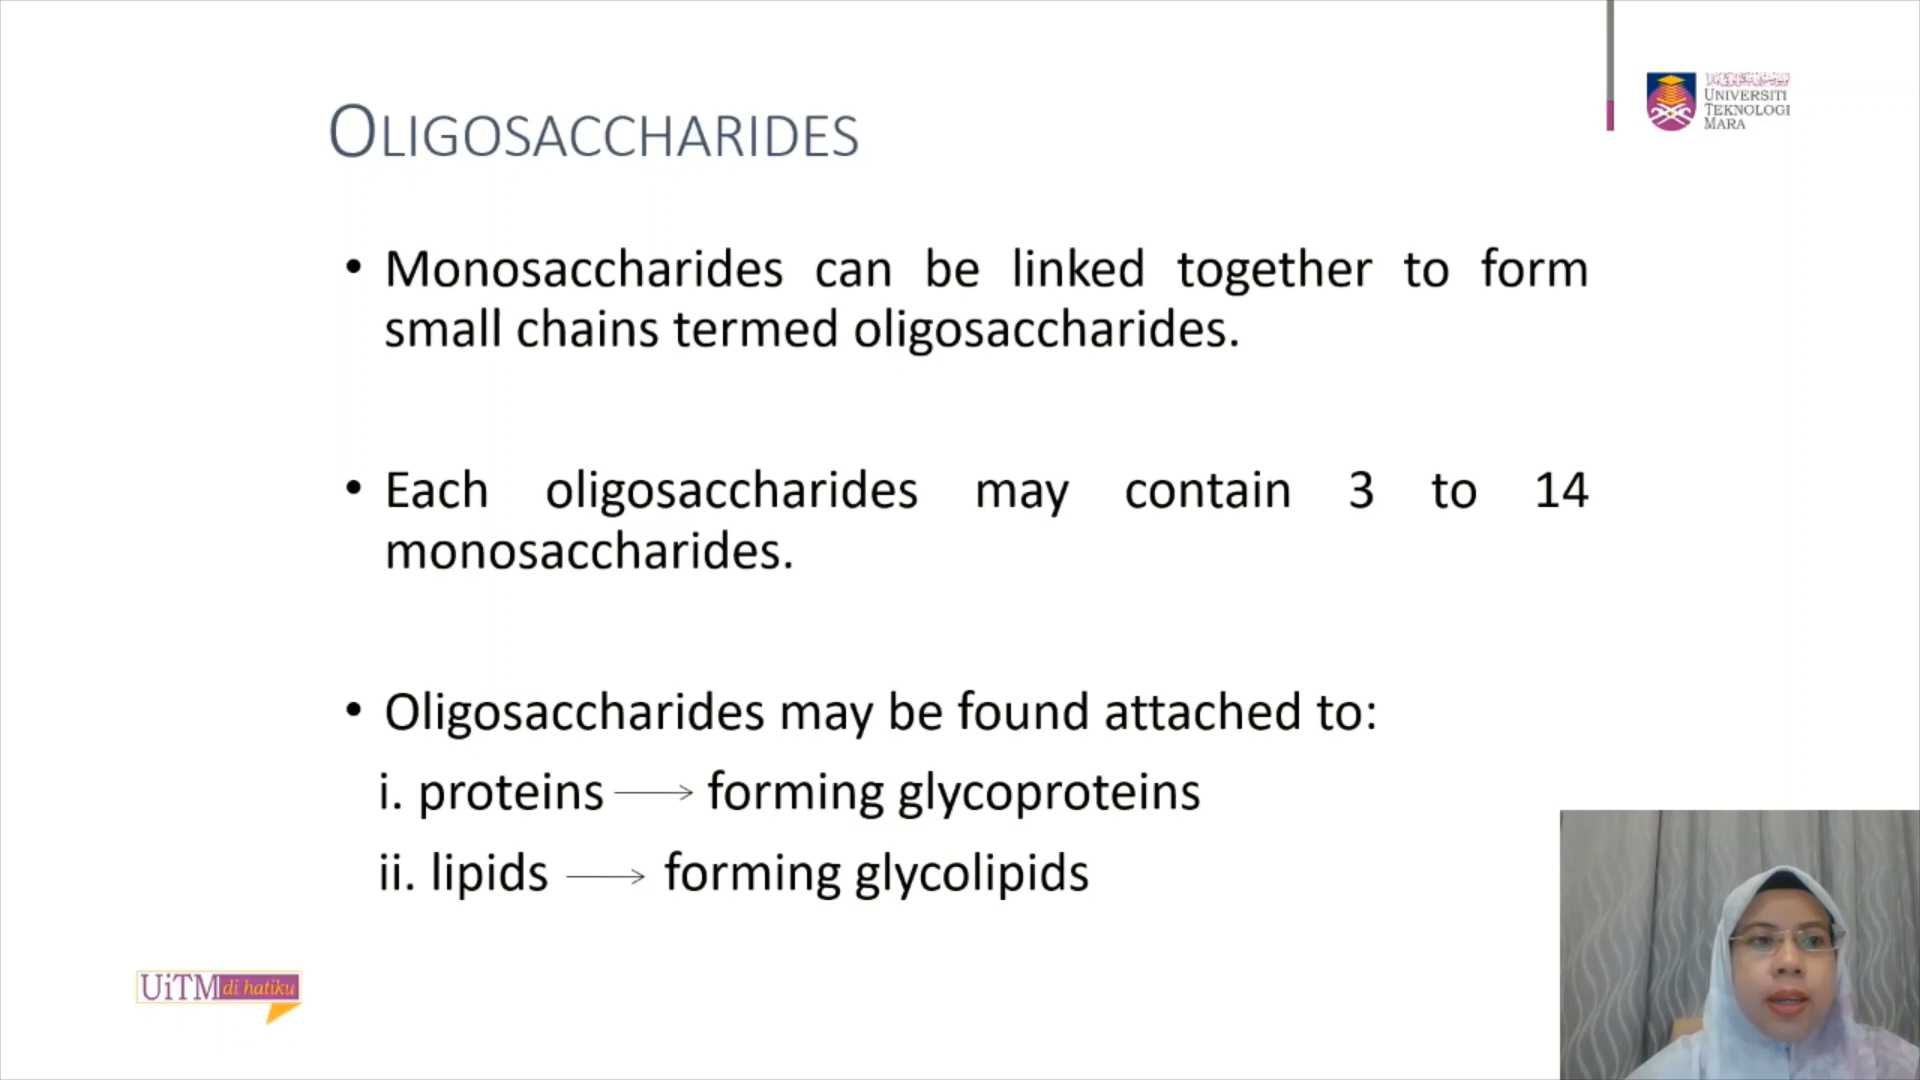 OLIGOSACCHARIDES
UNIVERSITI
TEKNOLOGI
MARA
• Monosaccharides can be linked together to form
small chains termed oligosaccharides.
• Each oligosaccharides may contain 3 to 14
monosaccharides.
• Oligosaccharides may be found attached to:
i. proteins → forming glycoproteins
ii. lipids → forming glycolipids
UiTM di hatiku